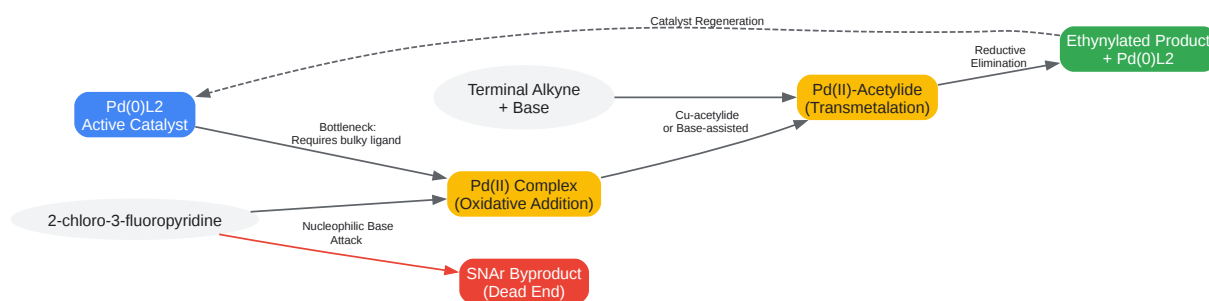 Catalyst Regeneration
Ethynylated Product
+ Pd(0)L2
Reductive
Elimination
Terminal Alkyne
+ Base
Pd(II)-Acetylide
(Transmetalation)
Pd(0)L2
Active Catalyst
Cu-acetylide
or Base-assisted
Bottleneck:
Requires bulky ligand
Pd(II) Complex
(Oxidative Addition)
2-chloro-3-fluoropyridine
Nucleophilic Base
Attack
SNAr Byproduct
(Dead End)